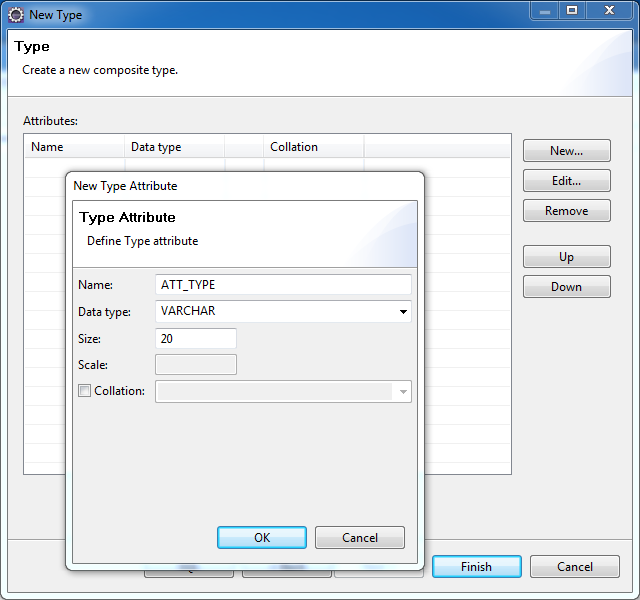 New Type
Type
Create a new composite type.
Attributes:
Name Data type Collation
New...
Edit...
Remove
Up
Down
New Type Attribute
Type Attribute
Define Type attribute
Name: ATT_TYPE
Data type: VARCHAR
Size: 20
Scale:
Collation:
OK Cancel
Finish Cancel